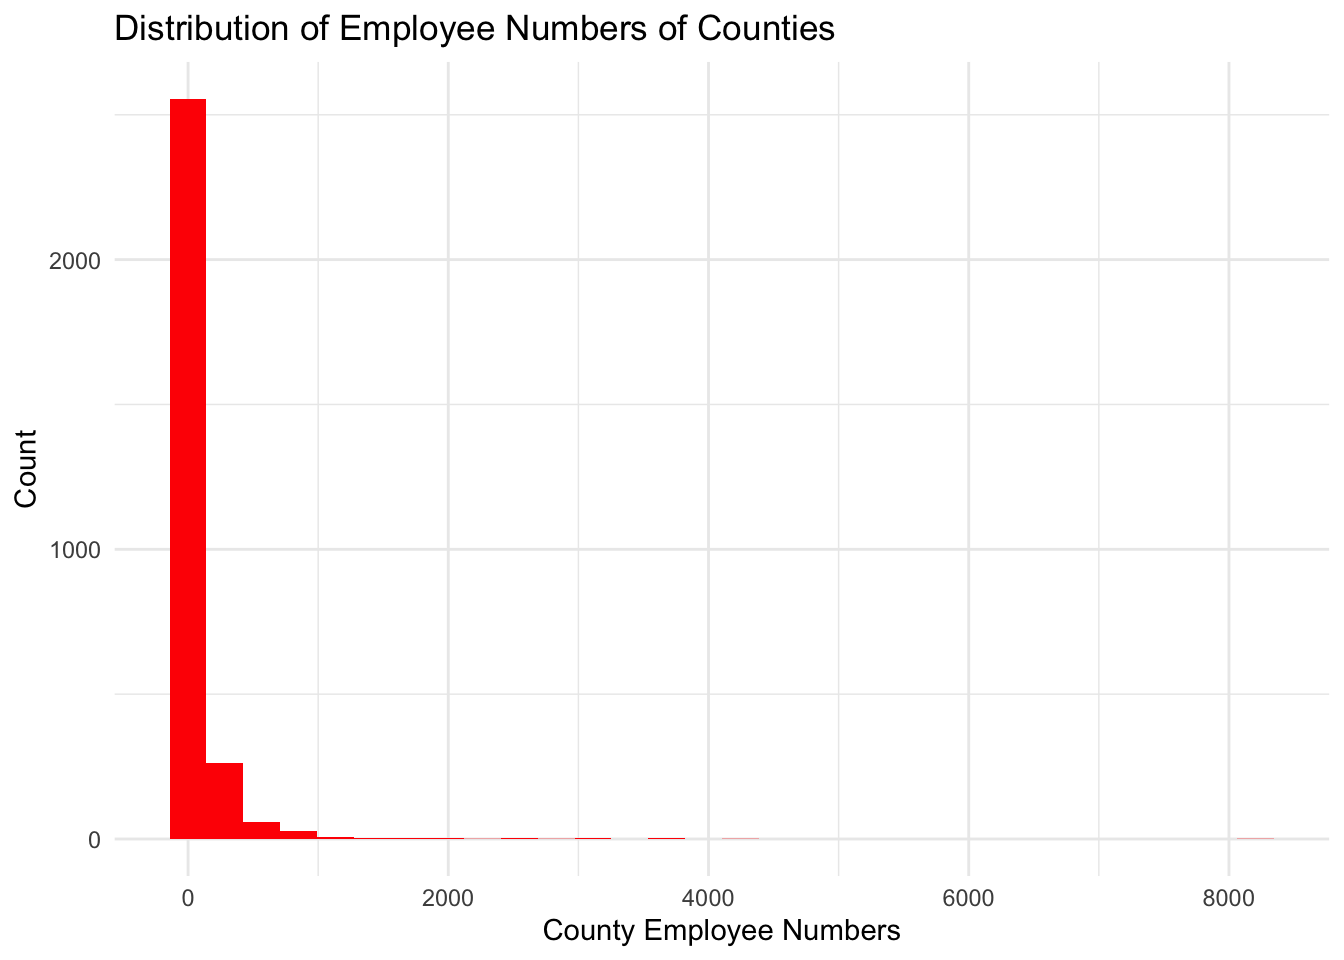 Distribution of Employee Numbers of Counties
Count
2000
1000
0
0 2000 4000 6000 8000
County Employee Numbers